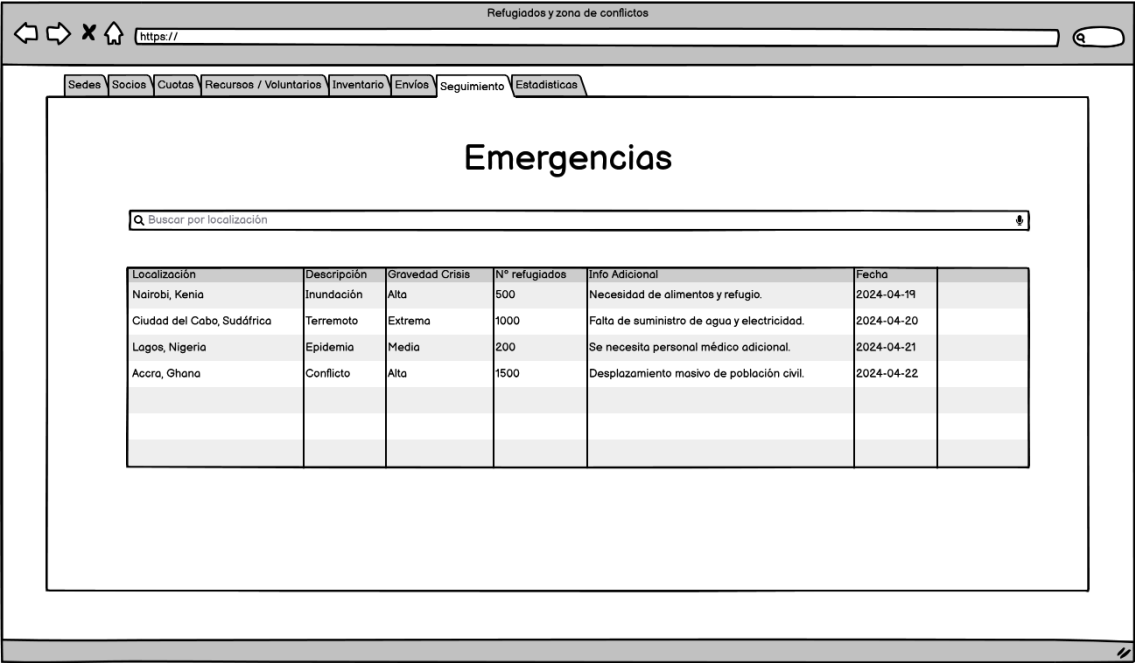 Refugiados y zona de conflictos
https://
Sedes Socios Cuotas Recursos / Voluntarios Inventario Envíos Seguimiento Estadisticas
Emergencias
Buscar por localización
Localización Descripción Gravedad Crisis Nº refugiados Info Adicional Fecha
Nairobi, Kenia Inundación Alta 500 Necesidad de alimentos y refugio. 2024-04-19
Ciudad del Cabo, Sudáfrica Terremoto Extrema 1000 Falta de suministro de agua y electricidad. 2024-04-20
Lagos, Nigeria Epidemia Media 200 Se necesita personal médico adicional. 2024-04-21
Accra, Ghana Conflicto Alta 1500 Desplazamiento masivo de población civil. 2024-04-22